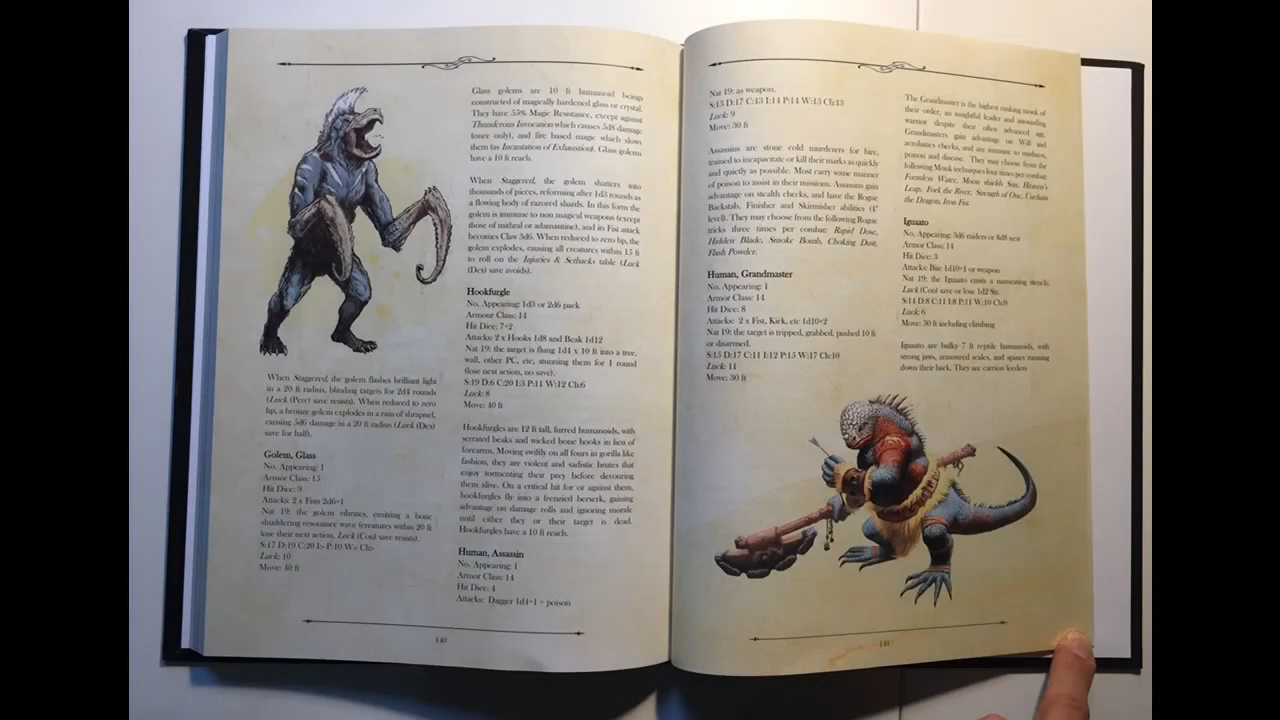 When Staggered, the golem flashes brilliant light
in a 20 ft radius, blinding targets for 2d4 rounds
(Luck (Perc) save resists). When reduced to zero
hp, a bronze golem explodes in a rain of shrapnel,
causing 5d6 damage in a 20 ft radius (Luck (Dex)
save for half).
Golem, Glass
No. Appearing: 1
Armor Class: 15
Hit Dice: 9
Attacks: 2 x Fists 2d6+1
Nat 19: the golem vibrates, emitting a bone
shuddering resonance wave (creatures within 20 ft
lose their next action, Luck (Con) save resists).
S:17 D:19 C:20 I:- P:10 W:- Ch:-
Luck: 10
Move: 40 ft
Glass golems are 10 ft humanoid beings
constructed of magically hardened glass or crystal.
They have 55% Magic Resistance, except against
Thunderous Invocation which causes 5d8 damage
(once only), and fire based magic which slows
them (as Incantation of Exhaustion). Glass golems
have a 10 ft reach.
When Staggered, the golem shatters into
thousands of pieces, reforming after 1d3 rounds as
a flowing body of razored shards. In this form the
golem is immune to non magical weapons (except
those of mithral or adamantine), and its Fist attack
becomes Claw 3d6. When reduced to zero hp, the
golem explodes, causing all creatures within 15 ft
to roll on the Injuries & Setbacks table (Luck
(Dex) save avoids).
Hookfurgle
No. Appearing: 1d3 or 2d6 pack
Armour Class: 14
Hit Dice: 7+2
Attacks: 2 x Hooks 1d8 and Beak 1d12
Nat 19: the target is flung 1d4 x 10 ft into a tree,
wall, other PC, etc, stunning them for 1 round
(lose next action, no save).
S:19 D:6 C:20 I:3 P:11 W:12 Ch:6
Luck: 8
Move: 40 ft
Hookfurgles are 12 ft tall, furred humanoids, with
serrated beaks and wicked bone hooks in lieu of
forearms. Moving swiftly on all fours in gorilla like
fashion, they are violent and sadistic brutes that
enjoy tormenting their prey before devouring
them alive. On a critical hit for or against them,
hookfurgles fly into a frenzied berserk, gaining
advantage on damage rolls and ignoring morale
until either they or their target is dead.
Hookfurgles have a 10 ft reach.
Human, Assassin
No. Appearing: 1
Armor Class: 14
Hit Dice: 4
Attacks: Dagger 1d4+1 + poison
140
Nat 19: as weapon.
S:13 D:17 C:13 I:14 P:14 W:13 Ch:13
Luck: 9
Move: 30 ft
Assassins are stone cold murderers for hire,
trained to incapacitate or kill their marks as quickly
and quietly as possible. Most carry some manner
of poison to assist in their missions. Assassins gain
advantage on stealth checks, and have the Rogue
Backstab, Finisher and Skirmisher abilities (4th
level). They may choose from the following Rogue
tricks three times per combat: Rapid Dose,
Hidden Blade, Smoke Bomb, Choking Dust,
Flash Powder.
Human, Grandmaster
No. Appearing: 1
Armor Class: 14
Hit Dice: 8
Attacks: 2 x Fist, Kick, etc 1d10+2
Nat 19: the target is tripped, grabbed, pushed 10 ft
or disarmed.
S:15 D:17 C:11 I:12 P:15 W:17 Ch:10
Luck: 11
Move: 30 ft
The Grandmaster is the highest ranking monk of
their order, an insightful leader and astounding
warrior despite their often advanced age.
Grandmasters gain advantage on Will and
acrobatics checks, and are immune to madness,
poison and disease. They may choose from the
following Monk techniques four times per combat:
Formless Water, Moon shields Sun, Heaven's
Leap, Fork the River, Strength of One, Unchain
the Dragon, Iron Fist.
Iguato
No. Appearing: 3d6 raiders or 8d8 nest
Armor Class: 14
Hit Dice: 3
Attacks: Bite 1d10+1 or weapon
Nat 19: the Iguato emits a nauseating stench,
Luck (Con) save or lose 1d2 Str.
S:14 D:8 C:11 I:8 P:11 W:10 Ch:9
Luck: 6
Move: 30 ft including climbing
Iguato are bulky 7 ft reptile humanoids, with
strong jaws, armoured scales, and spines running
down their back. They are carrion feeders
141